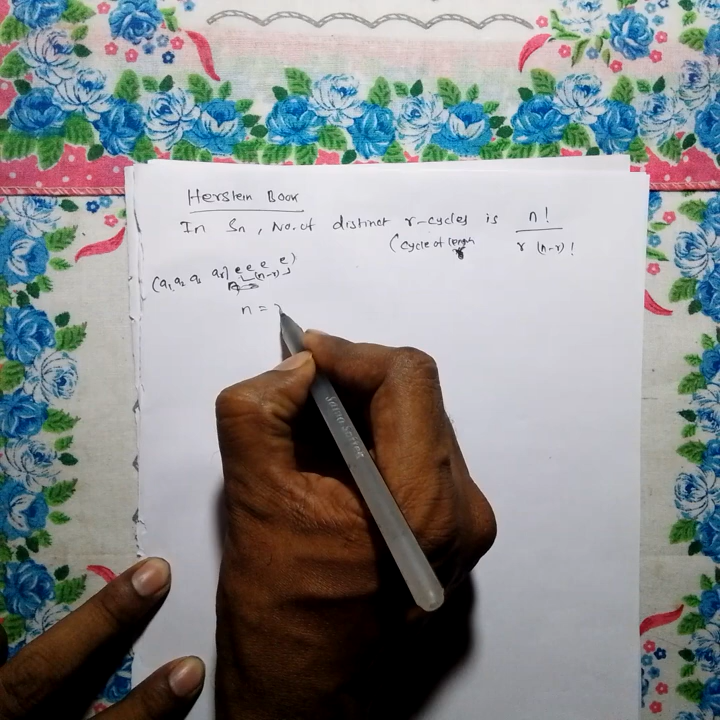 Herstein Book
In Sn, No. of distinct r-cycles is n! / r (n-r)!
(cycle of length
(a1 a2 a3 ar) e e e e)
(n-r)
n =